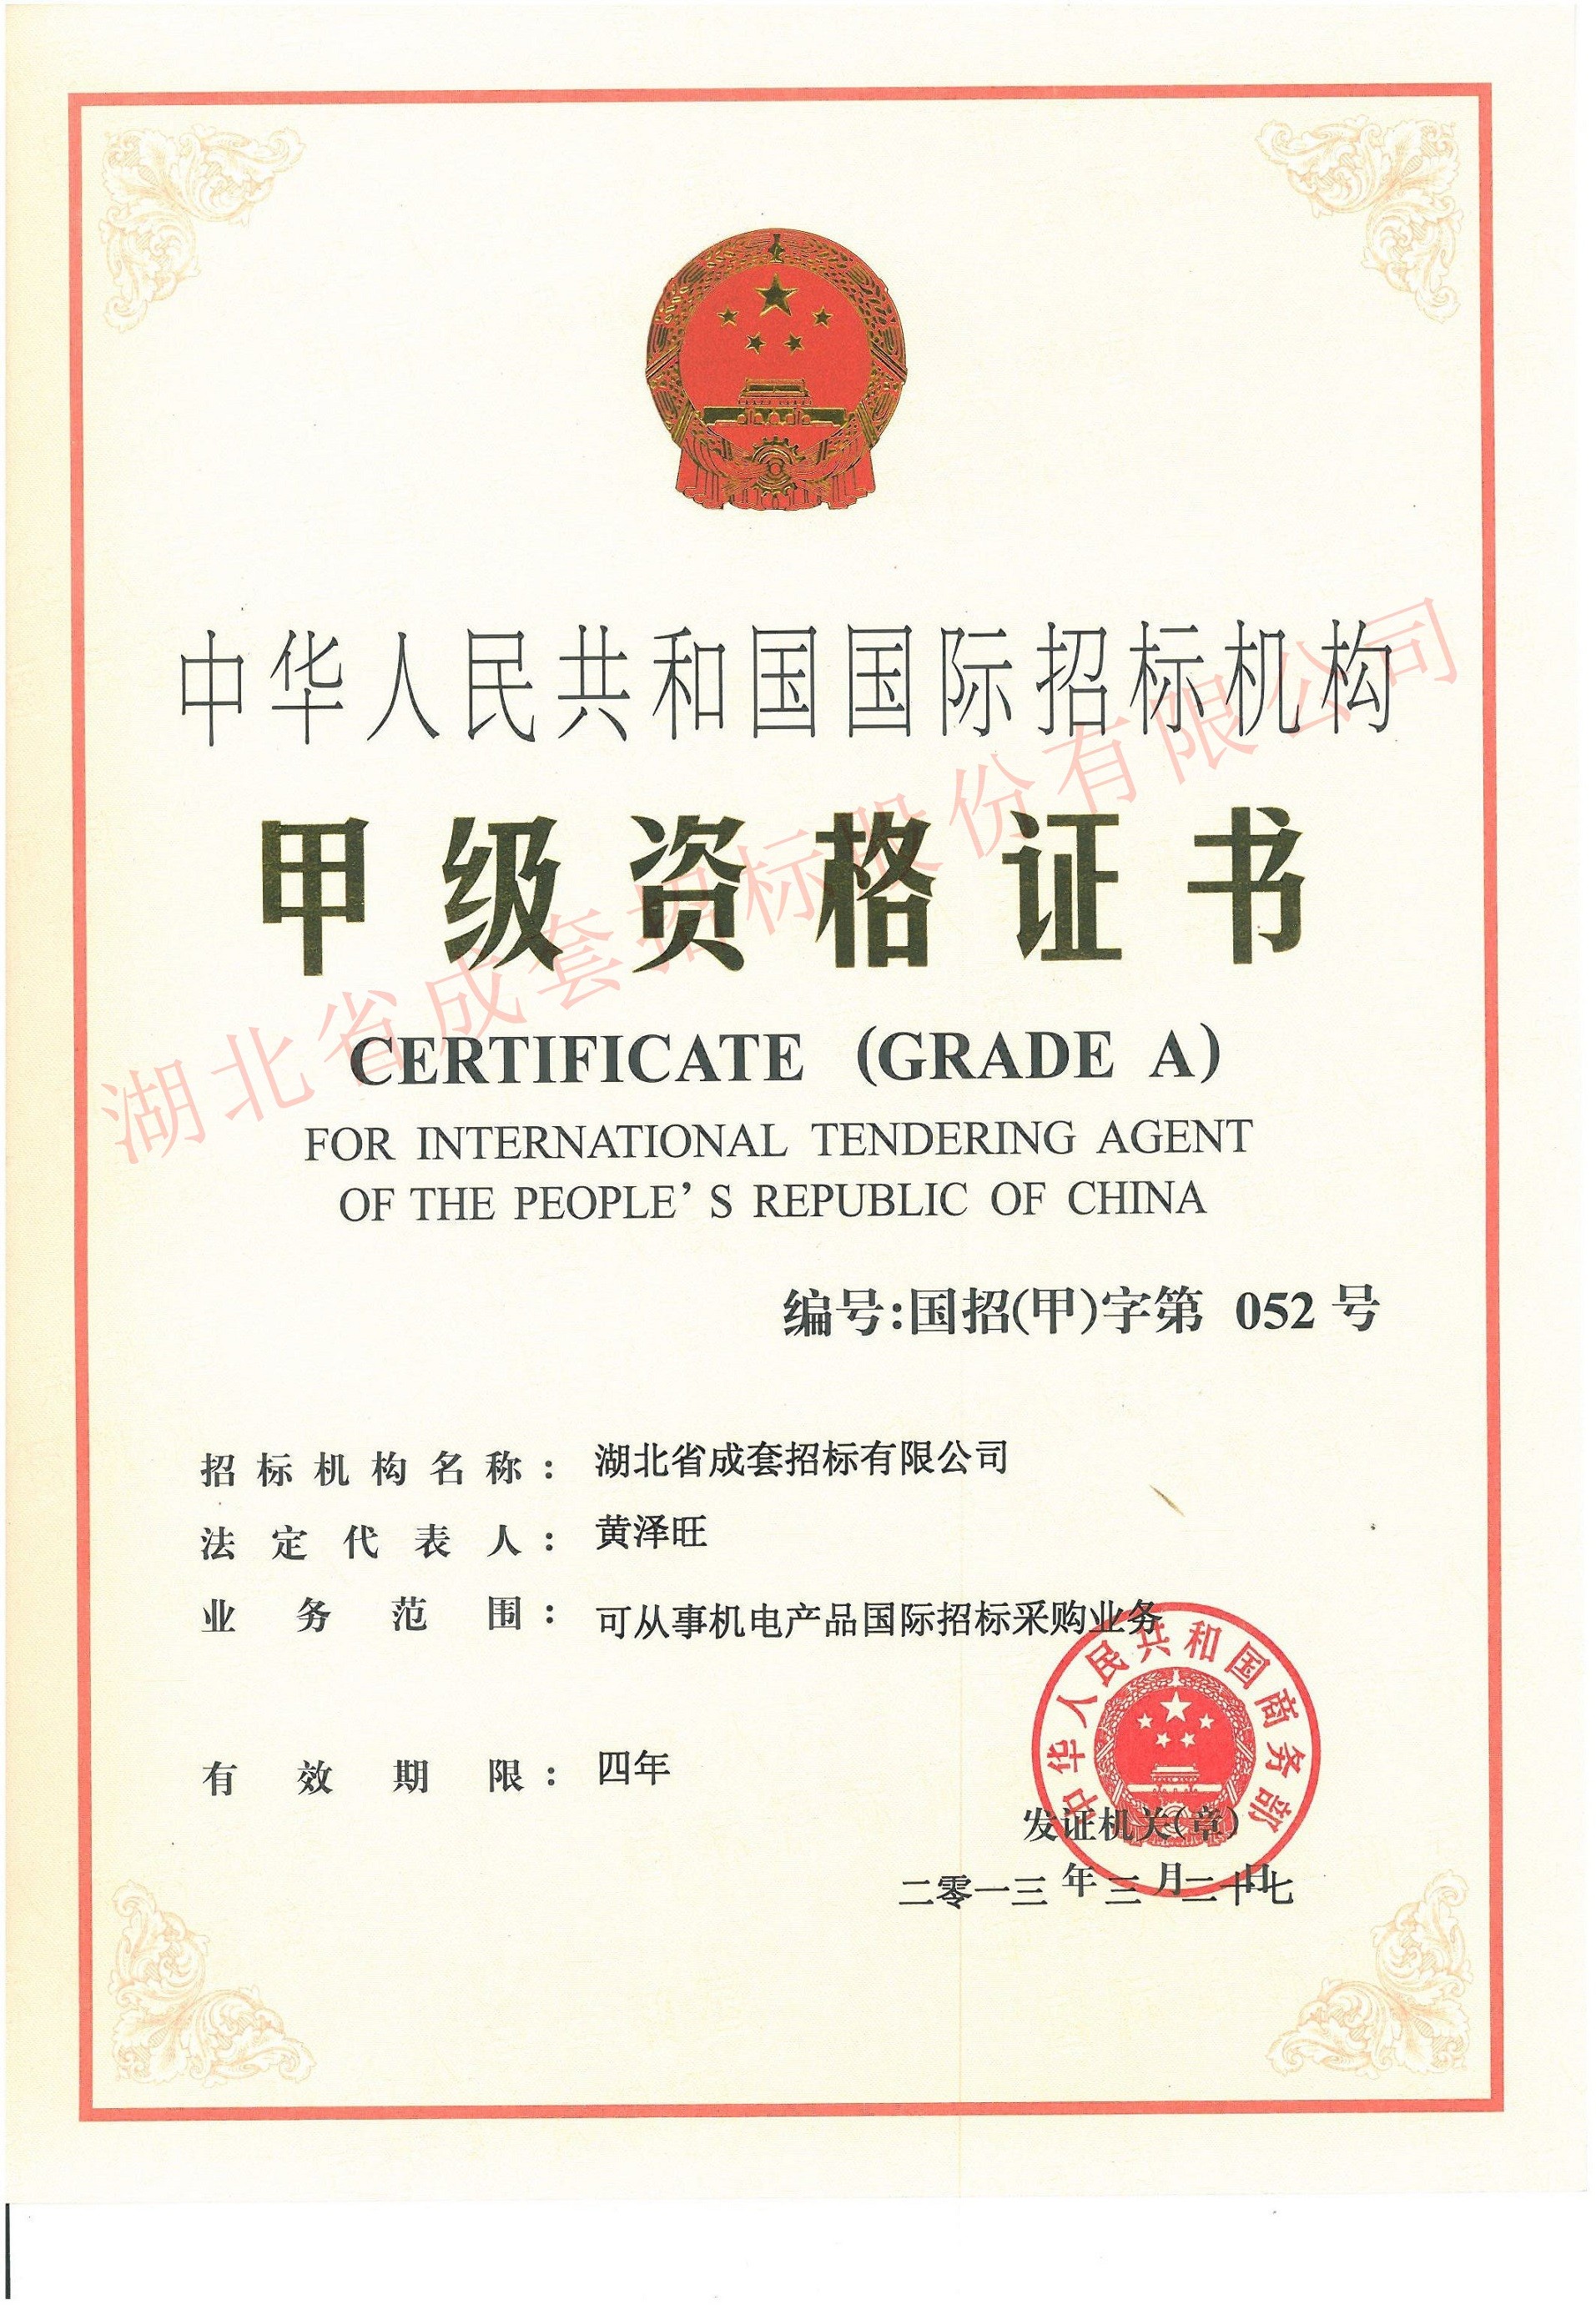 中华人民共和国国际招标机构
甲级资格证书
CERTIFICATE (GRADE A)
FOR INTERNATIONAL TENDERING AGENT
OF THE PEOPLE'S REPUBLIC OF CHINA
编号:国招(甲)字第 052 号
招标机构名称: 湖北省成套招标有限公司
法定代表人: 黄泽旺
业务范围: 可从事机电产品国际招标采购业务
有效期限: 四年
中华人民共和国商务部
发证机关(章)
二零一三年三月二十七日
湖北省成套招标股份有限公司